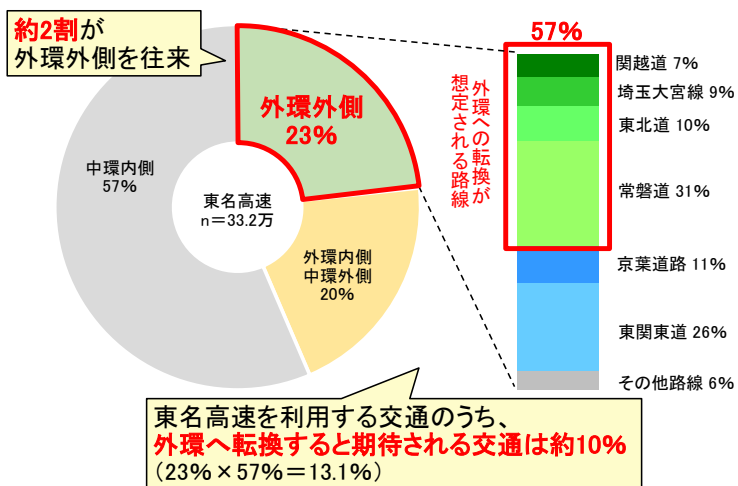 約2割が
外環外側を往来
外環外側
23%
中環内側
57%
東名高速
n=33.2万
外環内側
中環外側
20%
57%
外環への転換が
想定される路線
関越道 7%
埼玉大宮線 9%
東北道 10%
常磐道 31%
京葉道路 11%
東関東道 26%
その他路線 6%
東名高速を利用する交通のうち、
外環へ転換すると期待される交通は約10%
(23%×57%=13.1%)